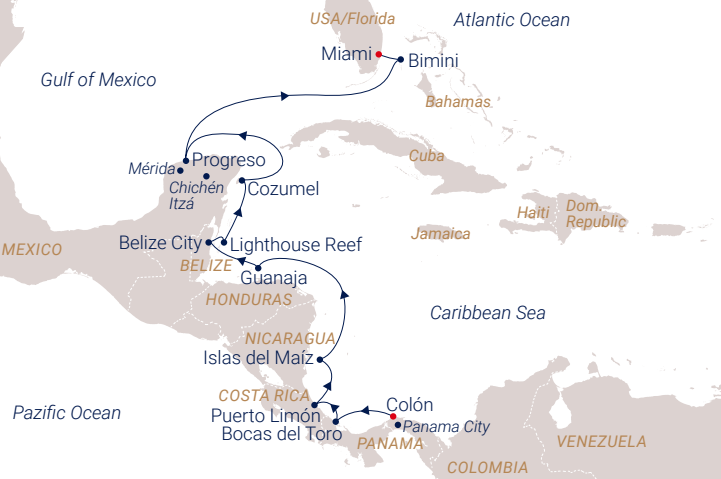 USA/Florida
Atlantic Ocean
Miami
Bimini
Gulf of Mexico
Bahamas
Cuba
Progreso
Mérida
Chichén
Itzá
Cozumel
Haiti
Dom.
Republic
Jamaica
MEXICO
Belize City
Lighthouse Reef
BELIZE
Guanaja
HONDURAS
Caribbean Sea
NICARAGUA
Islas del Maíz
COSTA RICA
Colón
Pazific Ocean
Puerto Limón
Panama City
Bocas del Toro
PANAMA
VENEZUELA
COLOMBIA